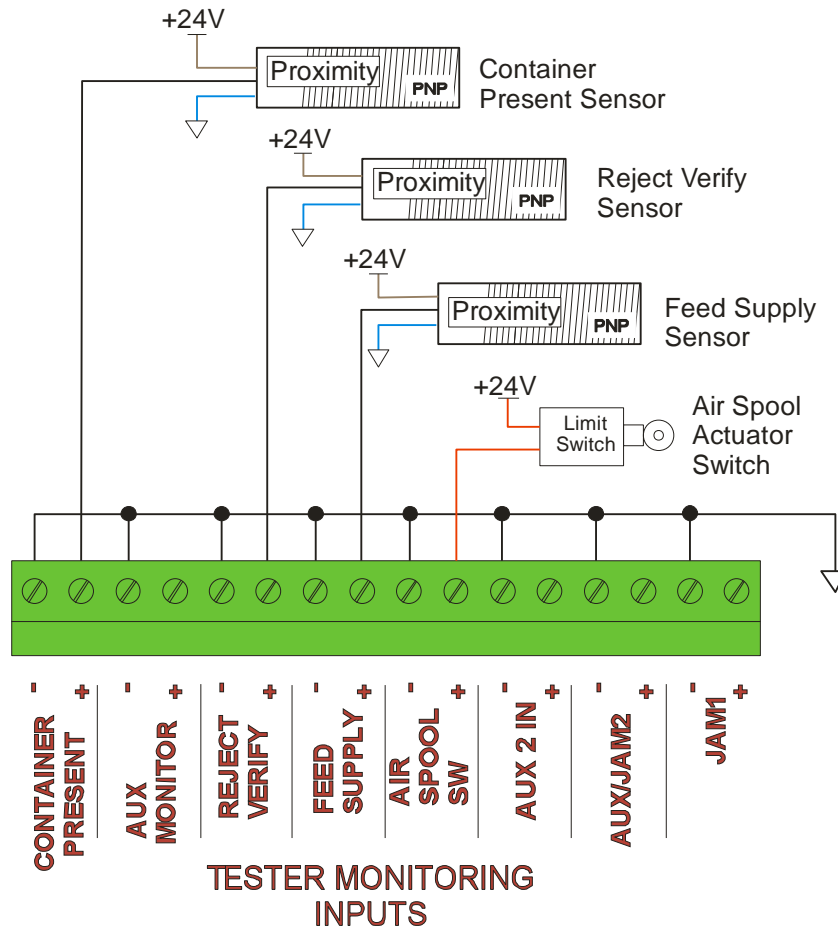 +24V
Proximity
PNP
Container
Present Sensor
+24V
Proximity
PNP
Reject Verify
Sensor
+24V
Proximity
PNP
Feed Supply
Sensor
+24V
Limit
Switch
Air Spool
Actuator
Switch
- +
CONTAINER
PRESENT
- +
AUX
MONITOR
- +
REJECT
VERIFY
- +
FEED
SUPPLY
- +
AIR
SPOOL
SW
- +
AUX 2 IN
- +
AUX/JAM2
- +
JAM1
TESTER MONITORING
INPUTS